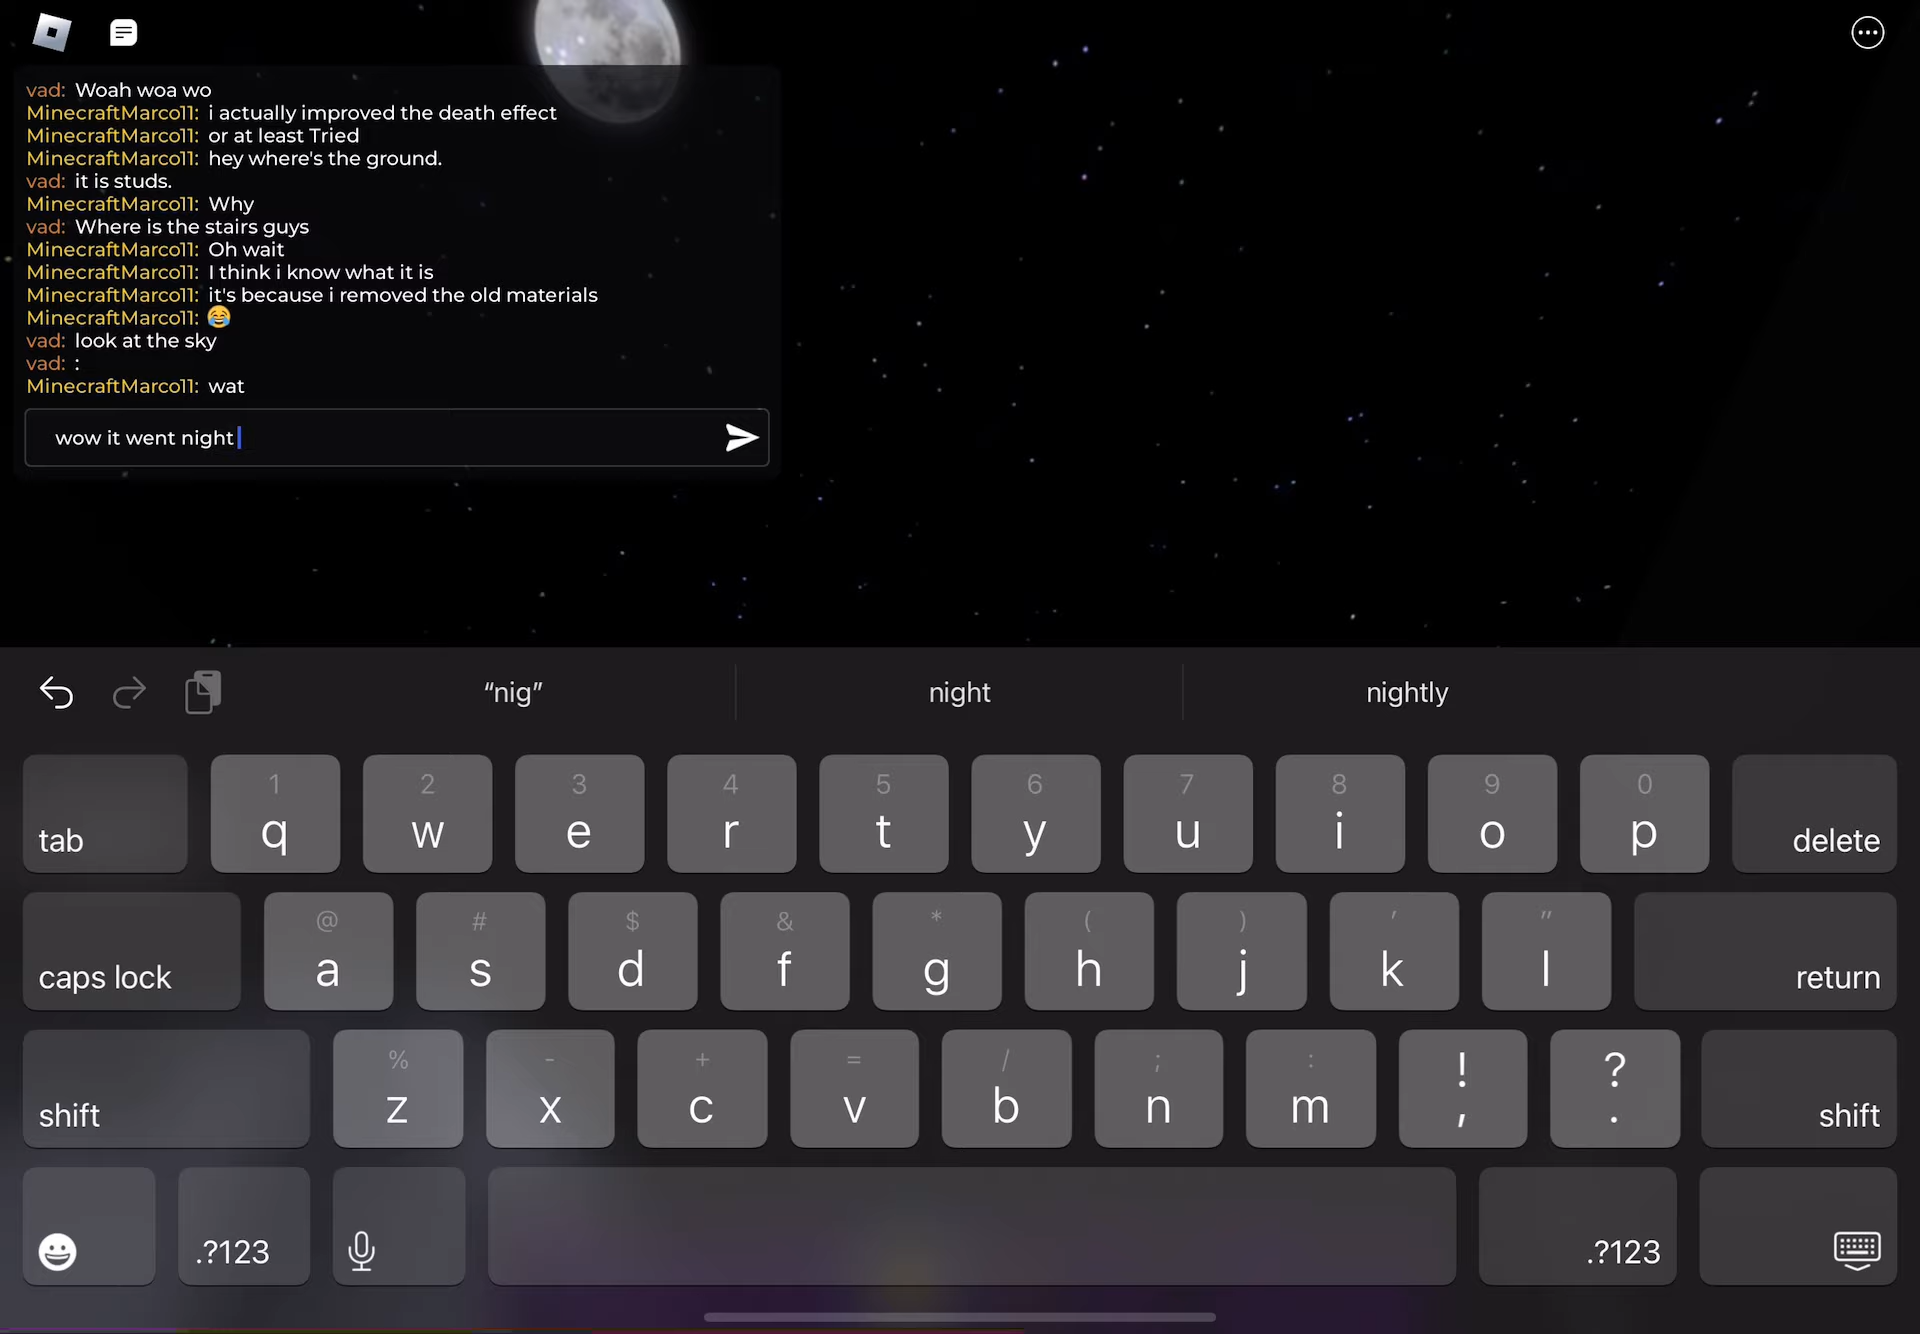 vad: Woah woa wo
MinecraftMarco11: i actually improved the death effect
MinecraftMarco11: or at least Tried
MinecraftMarco11: hey where's the ground.
vad: it is studs.
MinecraftMarco11: Why
vad: Where is the stairs guys
MinecraftMarco11: Oh wait
MinecraftMarco11: I think i know what it is
MinecraftMarco11: it's because i removed the old materials
MinecraftMarco11: 😂
vad: look at the sky
vad: :
MinecraftMarco11: wat
wow it went night
“nig” night nightly
1 2 3 4 5 6 7 8 9 0
tab q w e r t y u i o p delete
@ # $ & * ( ) ' "
caps lock a s d f g h j k l return
% - + = / ; : ! ?
shift z x c v b n m , . shift
.?123 .?123